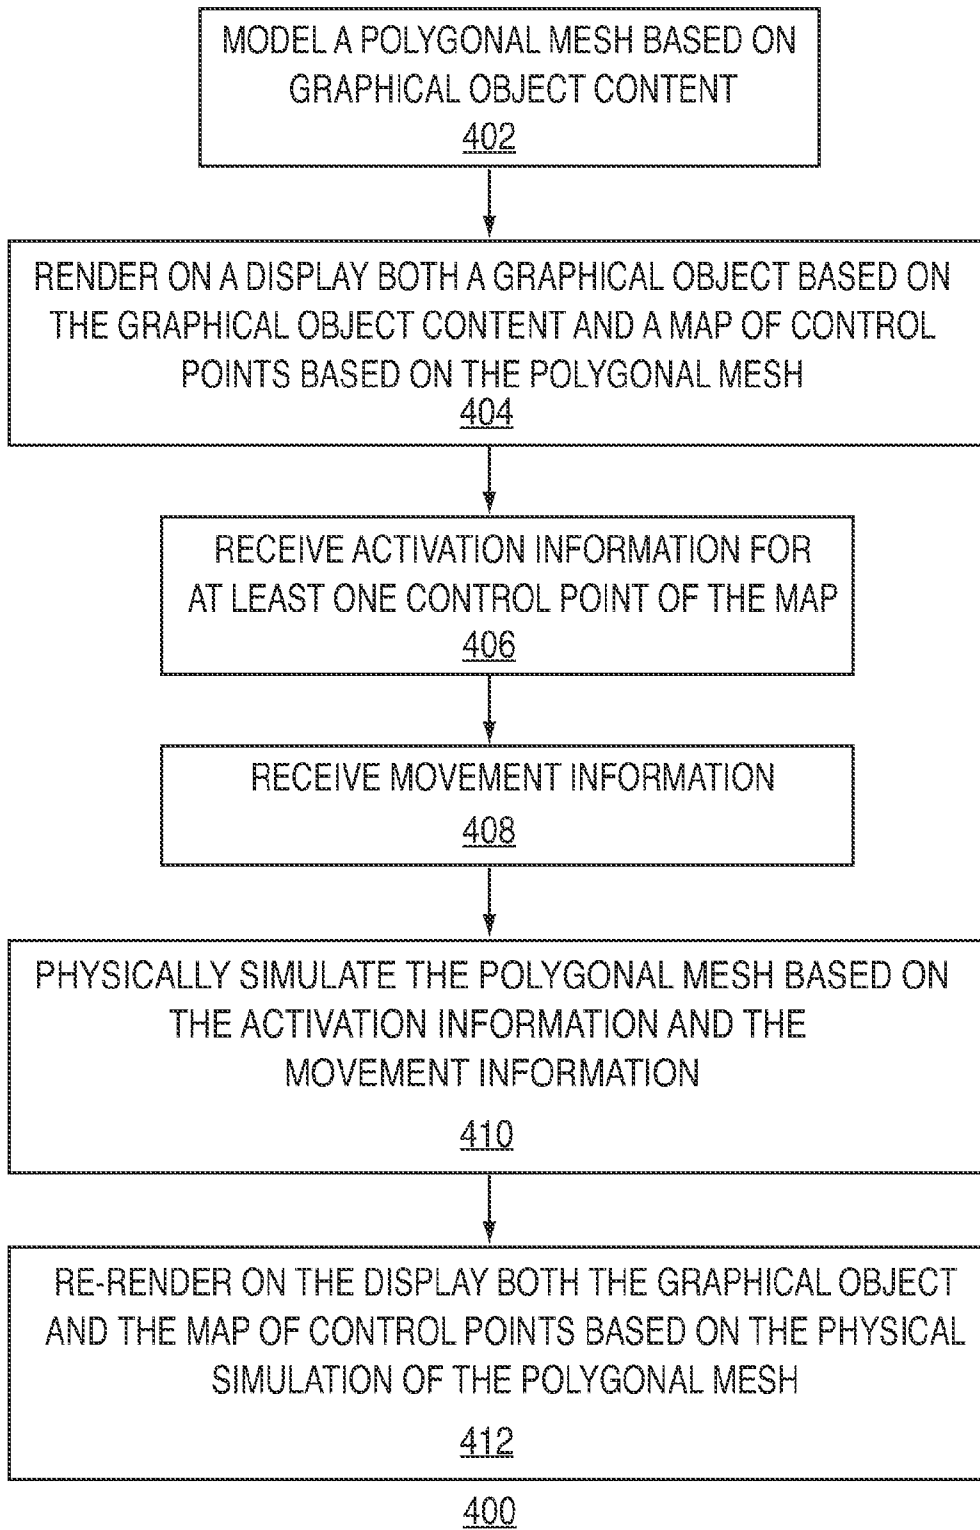 MODEL A POLYGONAL MESH BASED ON
GRAPHICAL OBJECT CONTENT
402
RENDER ON A DISPLAY BOTH A GRAPHICAL OBJECT BASED ON
THE GRAPHICAL OBJECT CONTENT AND A MAP OF CONTROL
POINTS BASED ON THE POLYGONAL MESH
404
RECEIVE ACTIVATION INFORMATION FOR
AT LEAST ONE CONTROL POINT OF THE MAP
406
RECEIVE MOVEMENT INFORMATION
408
PHYSICALLY SIMULATE THE POLYGONAL MESH BASED ON
THE ACTIVATION INFORMATION AND THE
MOVEMENT INFORMATION
410
RE-RENDER ON THE DISPLAY BOTH THE GRAPHICAL OBJECT
AND THE MAP OF CONTROL POINTS BASED ON THE PHYSICAL
SIMULATION OF THE POLYGONAL MESH
412
400